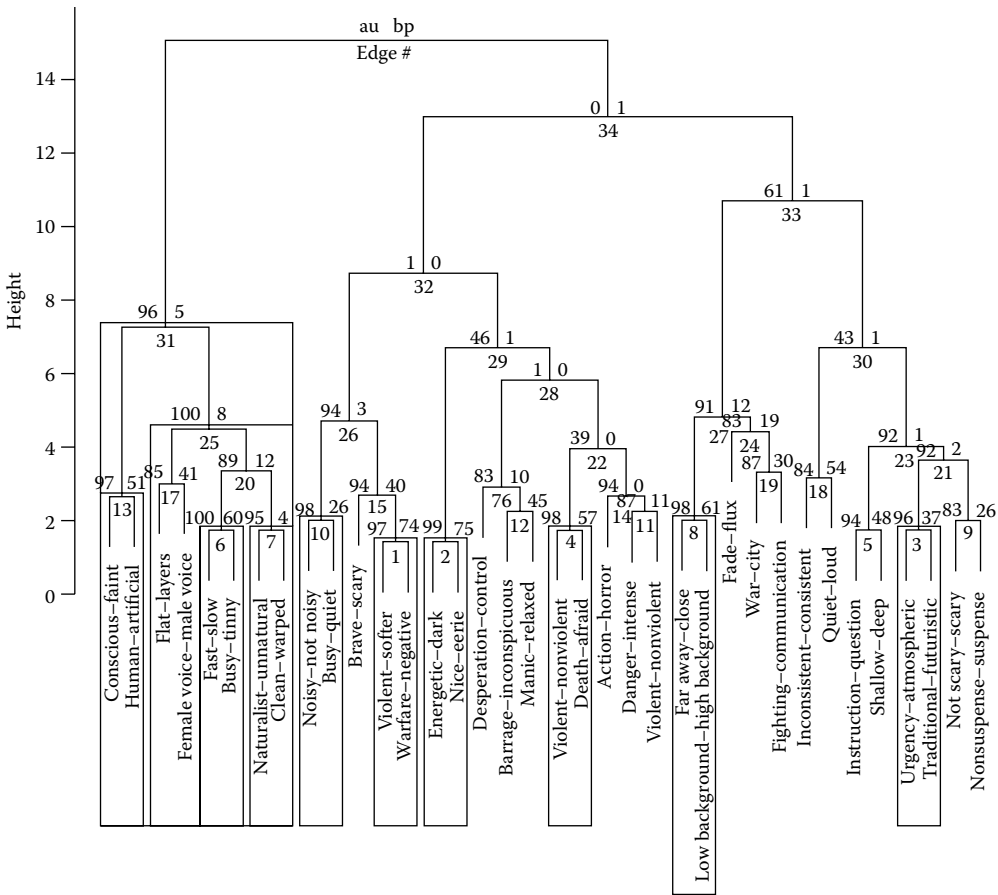 au bp
Edge #
14
0 1
34
12
10
61 1
33
Height
8
1 0
32
96 5
31
46 1
29
43 1
30
6
1 0
28
100 8
25
94 3
26
91 12
27
83 19
24
4
39 0
22
92 1
23
92 2
21
89 12
20
97 51
13
85 41
17
83 10
94 40
15
76 45
12
94 0
14
87 11
11
87 30
19
84 54
18
2
100 60
6
95 4
7
98 26
10
97 74
1
99 75
2
98 57
4
98 61
8
94 48
5
96 37
3
83 26
9
0
Conscious–faint
Human–artificial
Flat–layers
Female voice–male voice
Fast–slow
Busy–tinny
Naturalist–unnatural
Clean–warped
Noisy–not noisy
Busy–quiet
Brave–scary
Violent–softer
Warfare–negative
Energetic–dark
Nice–eerie
Desperation–control
Barrage–inconspicuous
Manic–relaxed
Violent–nonviolent
Death–afraid
Action–horror
Danger–intense
Violent–nonviolent
Far away–close
Low background–high background
Fade–flux
War–city
Fighting–communication
Inconsistent–consistent
Quiet–loud
Instruction–question
Shallow–deep
Urgency–atmospheric
Traditional–futuristic
Not scary–scary
Nonsuspense–suspense